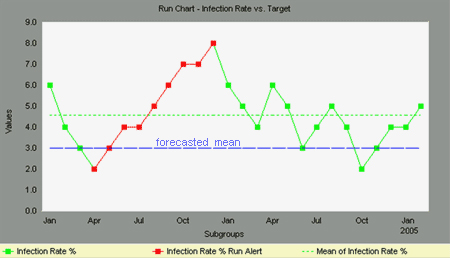 Run Chart - Infection Rate vs. Target
9.0
8.0
7.0
6.0
5.0
4.0
3.0
2.0
1.0
0.0
Values
forecasted mean
Jan Apr Jul Oct Jan Apr Jul Oct Jan
2005
Subgroups
Infection Rate % Infection Rate % Run Alert Mean of Infection Rate %